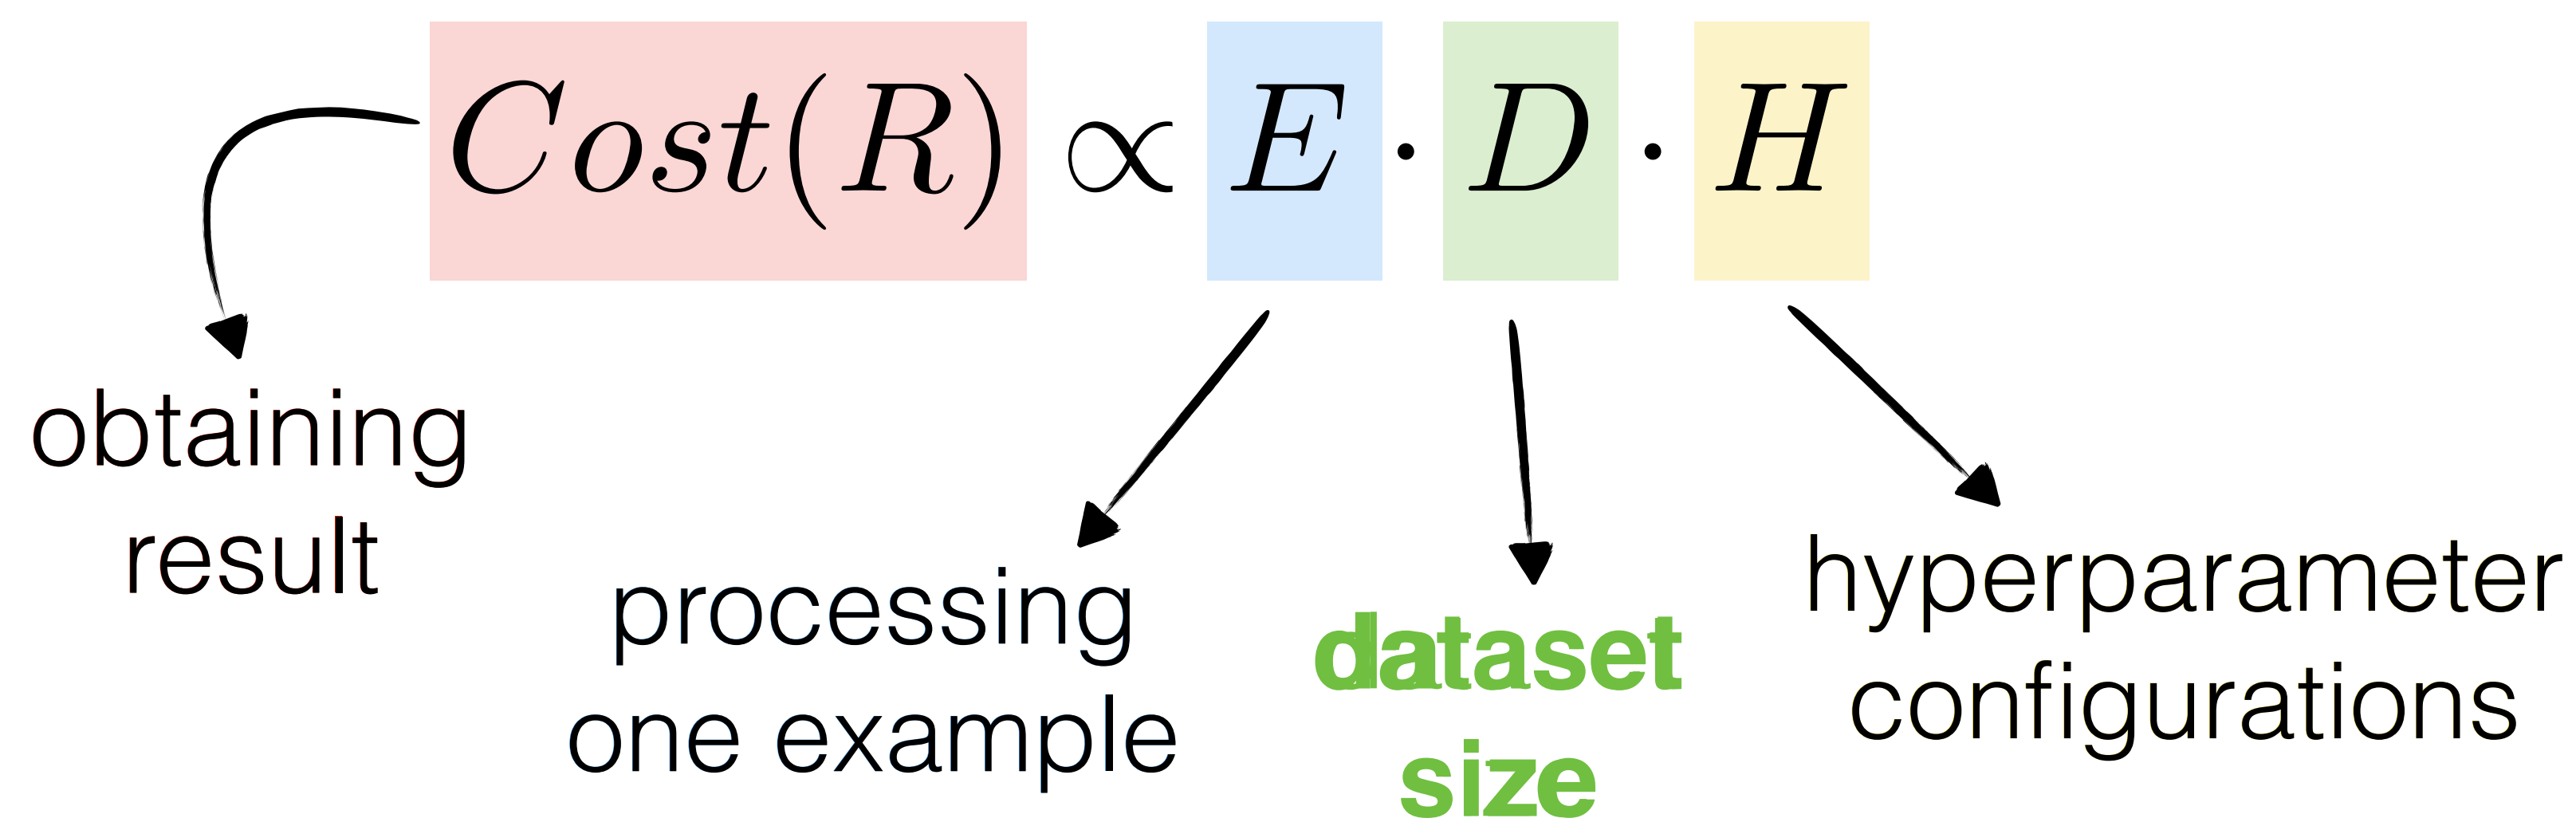 Cost(R) ∝ E · D · H
obtaining
result
processing
one example
dataset
size
hyperparameter
configurations